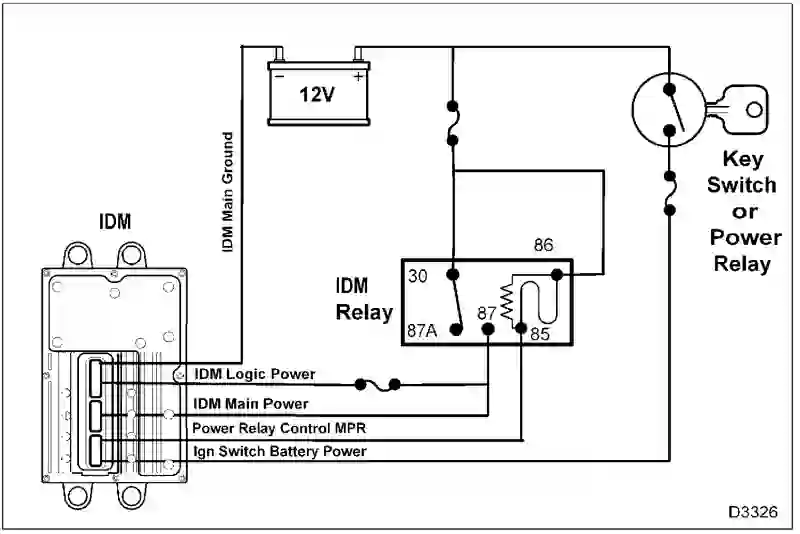 − +
12V
IDM Main Ground
Key
Switch
or
Power
Relay
IDM
86
IDM
Relay
30
87
87A
85
IDM Logic Power
IDM Main Power
Power Relay Control MPR
Ign Switch Battery Power
D3326